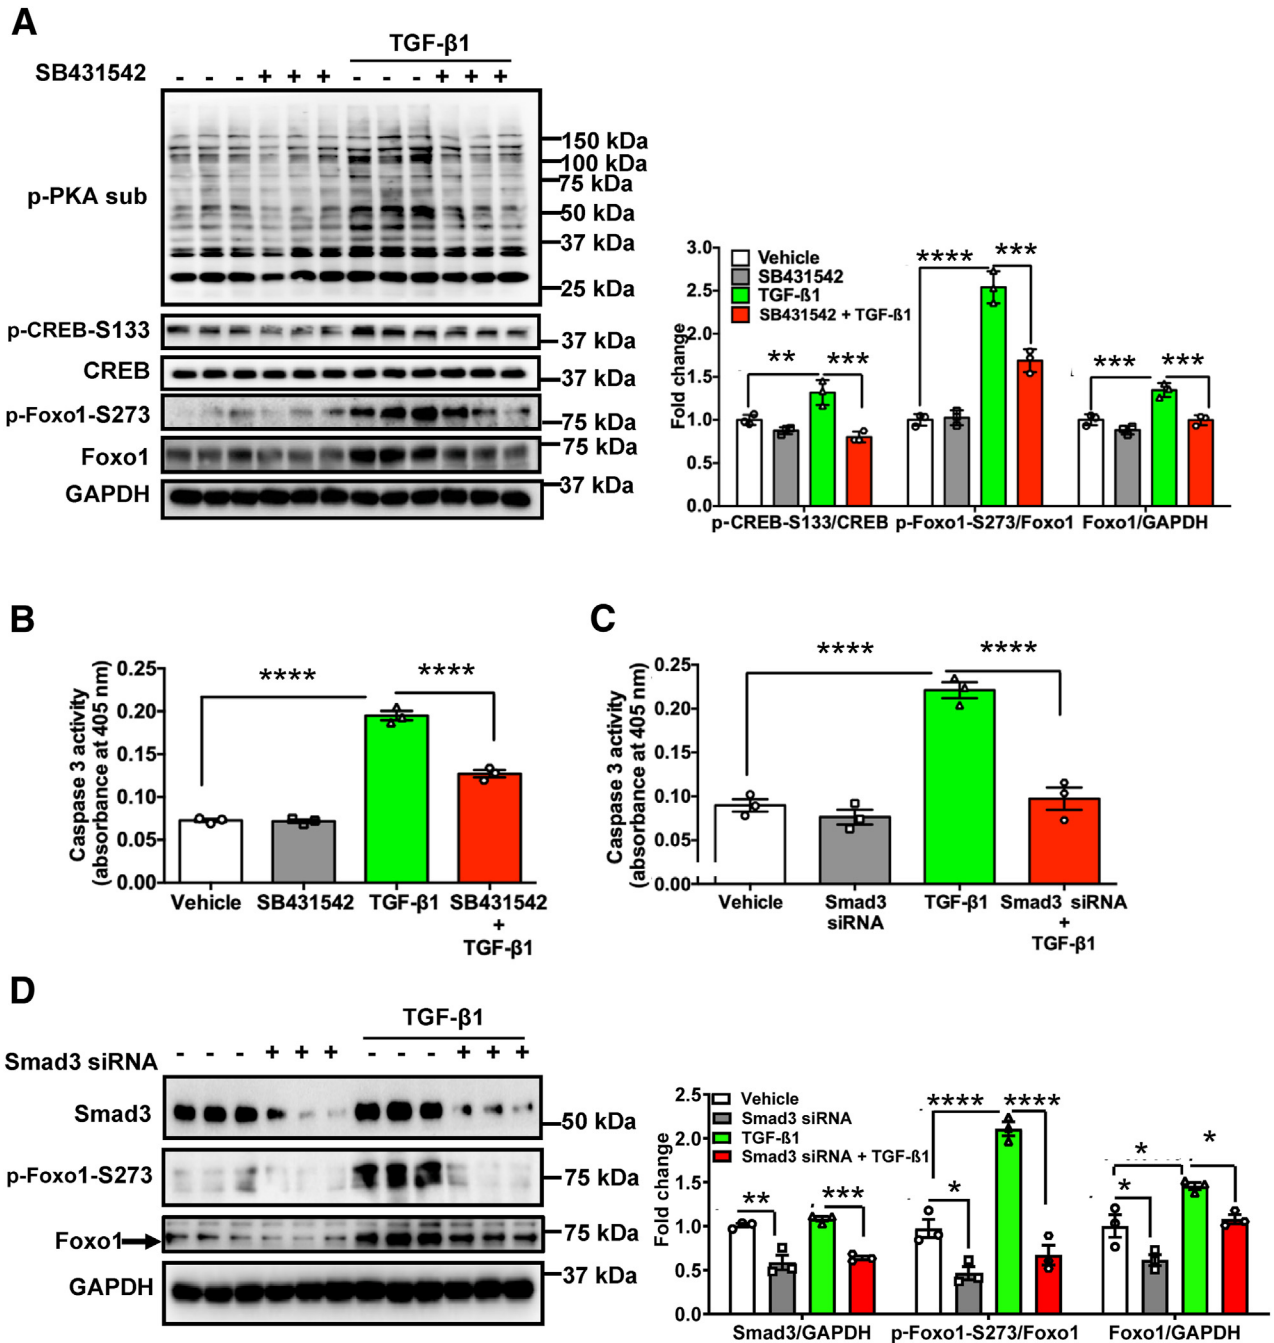 A
TGF-β1
SB431542
- - - + + + - - - + + +
p-PKA sub
150 kDa
100 kDa
75 kDa
50 kDa
37 kDa
25 kDa
p-CREB-S133
37 kDa
CREB
37 kDa
p-Foxo1-S273
75 kDa
Foxo1
75 kDa
GAPDH
37 kDa
Fold change
3.0
2.5
2.0
1.5
1.0
0.5
0.0
Vehicle
SB431542
TGF-ß1
SB431542 + TGF-ß1
** ***
**** ***
*** ***
p-CREB-S133/CREB p-Foxo1-S273/Foxo1 Foxo1/GAPDH
B
Caspase 3 activity
(absorbance at 405 nm)
0.25
0.20
0.15
0.10
0.05
0.00
**** ****
Vehicle SB431542 TGF-β1 SB431542
+
TGF-β1
C
Caspase 3 activity
(absorbance at 405 nm)
0.25
0.20
0.15
0.10
0.05
0.00
**** ****
Vehicle Smad3 TGF-β1 Smad3 siRNA
siRNA +
TGF-β1
D
TGF-β1
Smad3 siRNA
- - - + + + - - - + + +
Smad3
50 kDa
p-Foxo1-S273
75 kDa
Foxo1
75 kDa
GAPDH
37 kDa
Fold change
2.5
2.0
1.5
1.0
0.5
0.0
Vehicle
Smad3 siRNA
TGF-ß1
Smad3 siRNA + TGF-ß1
** ***
**** ****
*
* *
*
Smad3/GAPDH p-Foxo1-S273/Foxo1 Foxo1/GAPDH